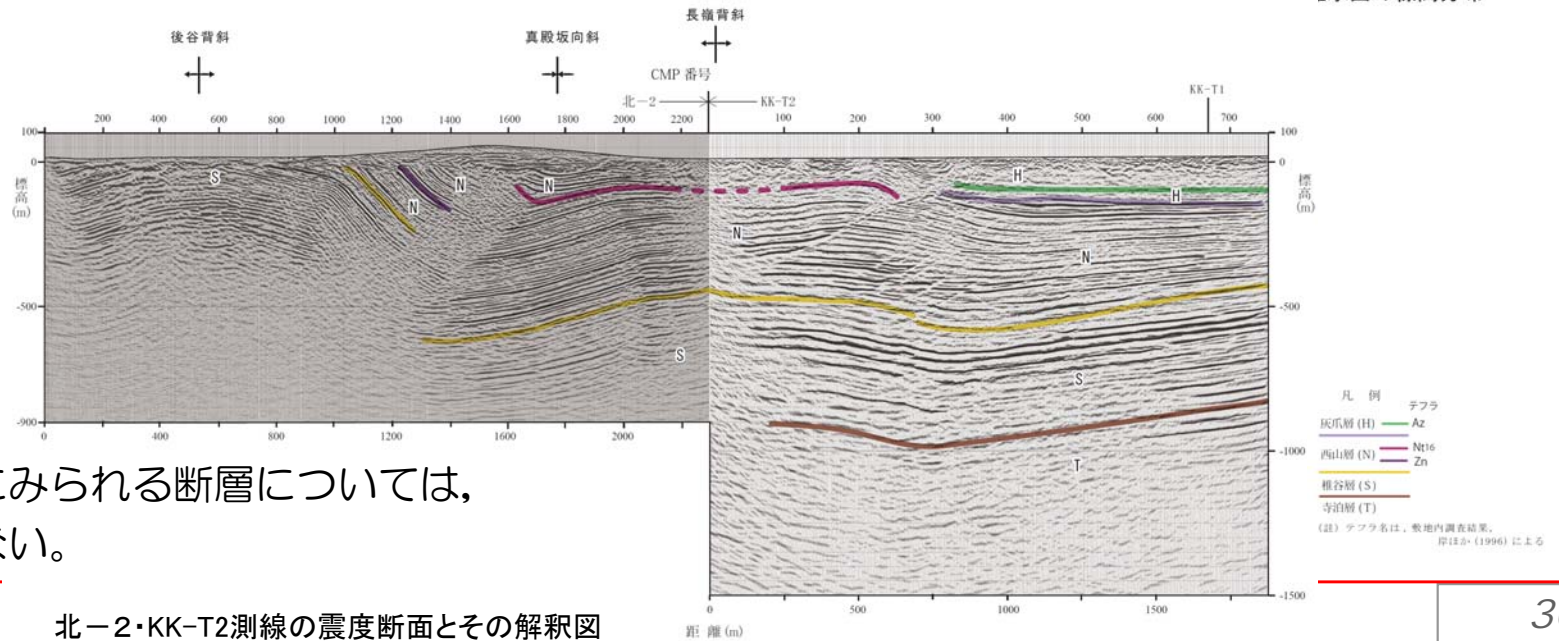 長嶺背斜
後谷背斜
真殿坂向斜
CMP 番号
北－2
KK-T2
KK-T1
200 400 600 800 1000 1200 1400 1600 1800 2000 2200 100 200 300 400 500 600 700
100
100
0
0
S
N
N
N
H
H
標高
(m)
標高
(m)
N
N
-500
-500
S
S
-900
0 200 400 600 800 1000 1200 1400 1600 1800 2000
T
-1000
-1500
0 500 1000 1500
距 離 (m)
凡 例
テフラ
灰爪層 (H) Az
西山層 (N) Nt16
Zn
椎谷層 (S)
寺泊層 (T)
(註) テフラ名は，敷地内調査結果，
岸ほか (1996) による
みられる断層については，
ない。
北－2･KK-T2測線の震度断面とその解釈図